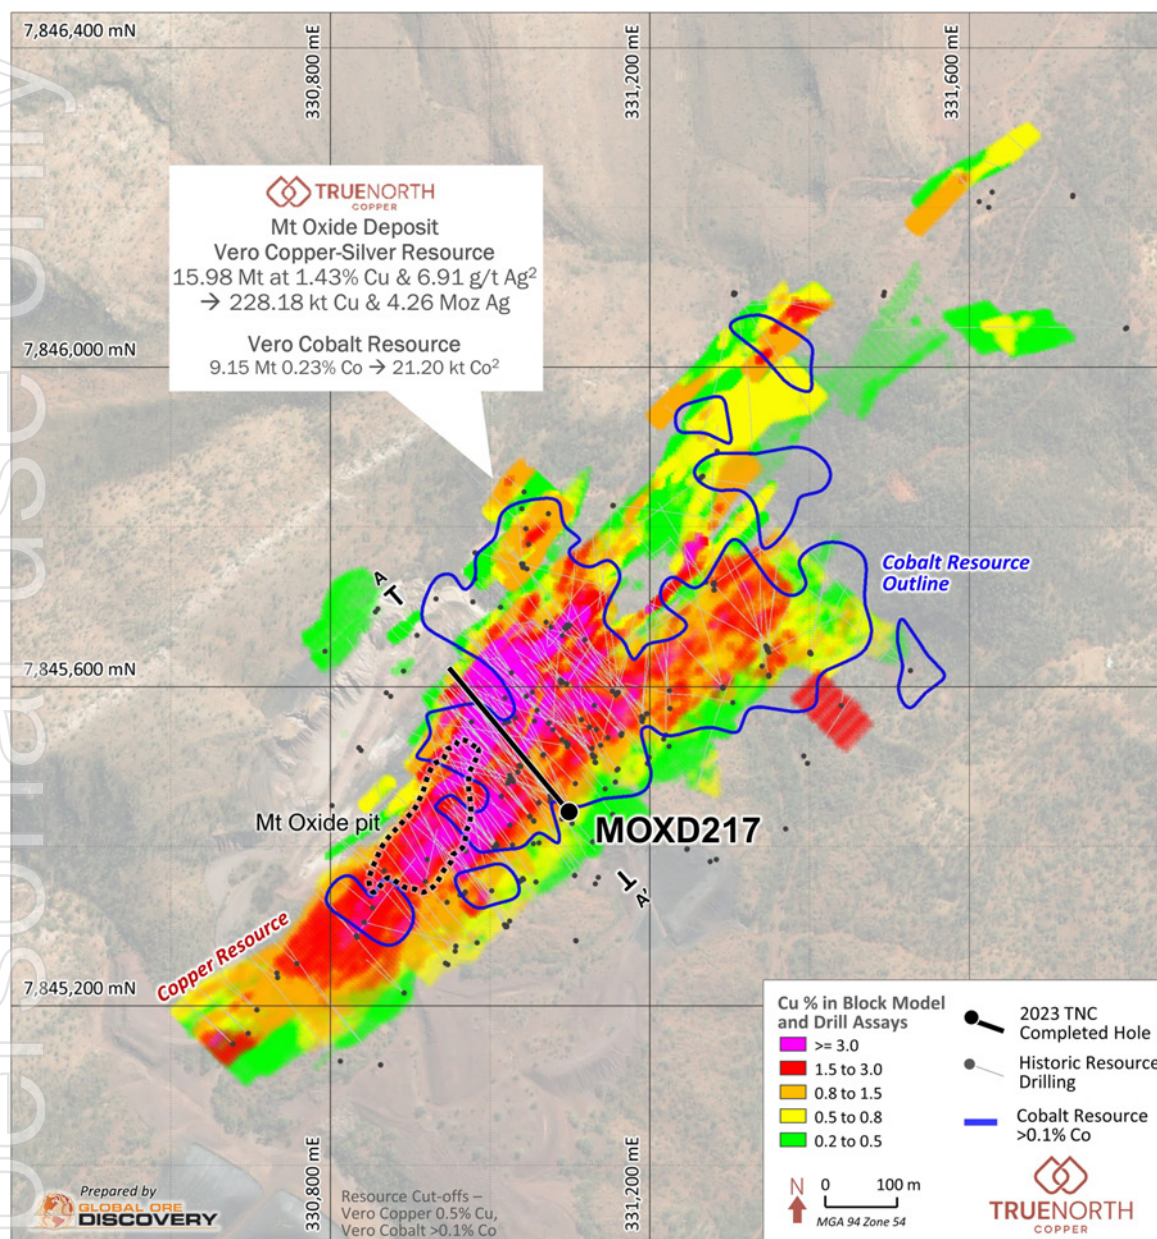 7,846,400 mN
330,800 mE
331,200 mE
331,600 mE
TRUENORTH
COPPER
Mt Oxide Deposit
Vero Copper-Silver Resource
15.98 Mt at 1.43% Cu & 6.91 g/t Ag²
→ 228.18 kt Cu & 4.26 Moz Ag
Vero Cobalt Resource
9.15 Mt 0.23% Co → 21.20 kt Co²
7,846,000 mN
Cobalt Resource
Outline
A
7,845,600 mN
Mt Oxide pit
MOXD217
A'
Copper Resource
7,845,200 mN
Cu % in Block Model
and Drill Assays
>= 3.0
1.5 to 3.0
0.8 to 1.5
0.5 to 0.8
0.2 to 0.5
2023 TNC
Completed Hole
Historic Resource
Drilling
Cobalt Resource
>0.1% Co
N
0 100 m
MGA 94 Zone 54
TRUENORTH
COPPER
330,800 mE
331,200 mE
Prepared by
GLOBAL ORE
DISCOVERY
Resource Cut-offs –
Vero Copper 0.5% Cu,
Vero Cobalt >0.1% Co
personal use only